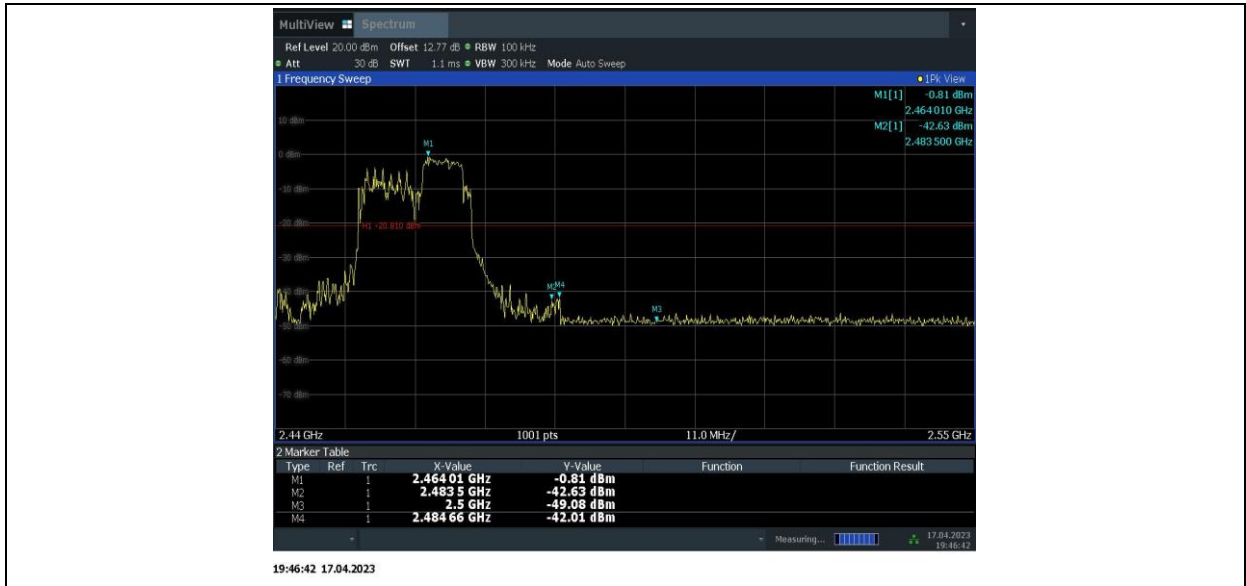 MultiView Spectrum
Ref Level 20.00 dBm Offset 12.77 dB RBW 100 kHz
Att 30 dB SWT 1.1 ms VBW 300 kHz Mode Auto Sweep
1 Frequency Sweep 1Pk View
M1[1] -0.81 dBm
2.464 010 GHz
10 dBm
M2[1] -42.63 dBm
2.483 500 GHz
M1
0 dBm
-10 dBm
-20 dBm
H1 -20.810 dBm
-30 dBm
M2 M4
-40 dBm
M3
-50 dBm
-60 dBm
-70 dBm
2.44 GHz 1001 pts 11.0 MHz/ 2.55 GHz
2 Marker Table
Type Ref Trc X-Value Y-Value Function Function Result
M1 1 2.464 01 GHz -0.81 dBm
M2 1 2.483 5 GHz -42.63 dBm
M3 1 2.5 GHz -49.08 dBm
M4 1 2.484 66 GHz -42.01 dBm
Measuring... 17.04.2023
19:46:42
19:46:42 17.04.2023